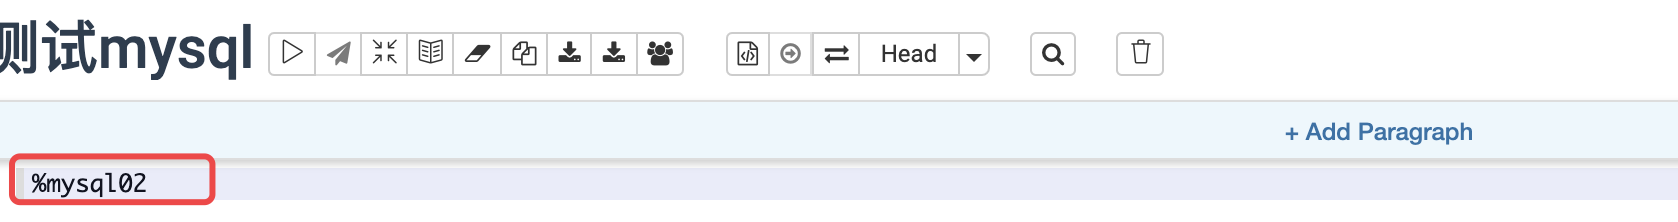 测试mysql
Head
+ Add Paragraph
%mysql02